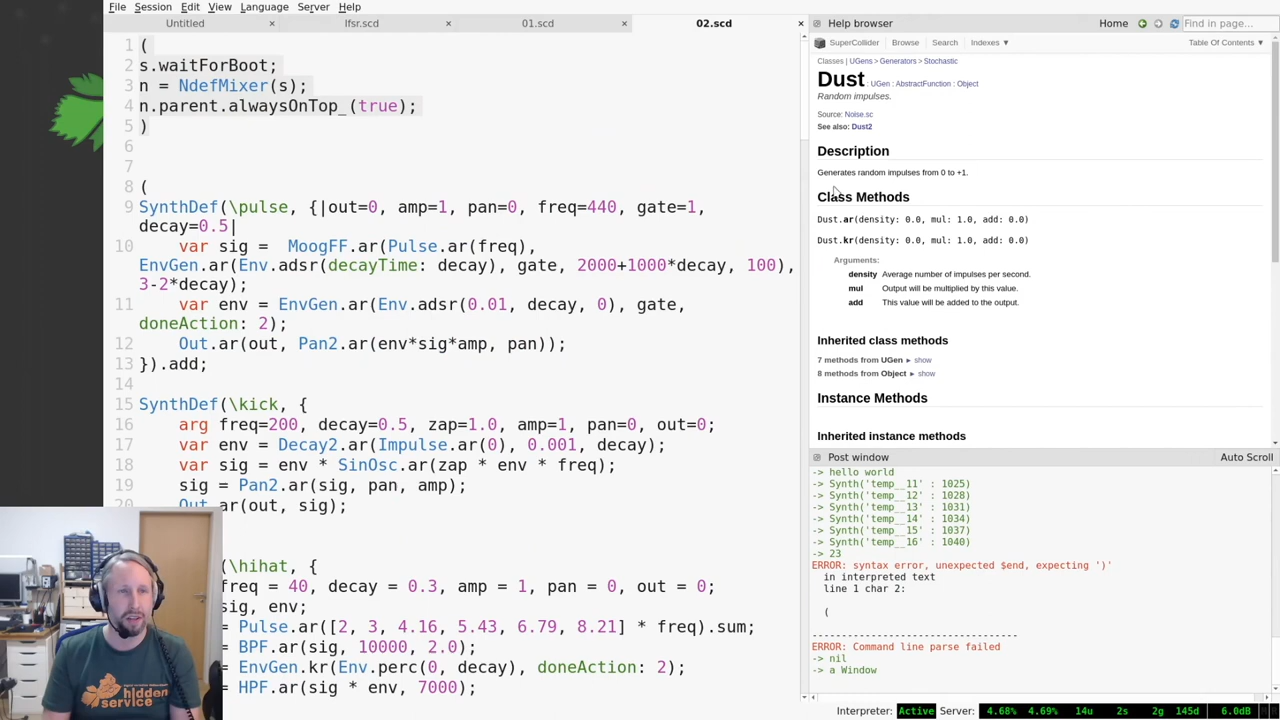 File Session Edit View Language Server Help
Untitled × lfsr.scd × 01.scd × 02.scd ×
1 (
2 s.waitForBoot;
3 n = NdefMixer(s);
4 n.parent.alwaysOnTop_(true);
5 )
6
7
8 (
9 SynthDef(\pulse, {|out=0, amp=1, pan=0, freq=440, gate=1,
decay=0.5|
10 var sig = MoogFF.ar(Pulse.ar(freq),
EnvGen.ar(Env.adsr(decayTime: decay), gate, 2000+1000*decay, 100),
3-2*decay);
11 var env = EnvGen.ar(Env.adsr(0.01, decay, 0), gate,
doneAction: 2);
12 Out.ar(out, Pan2.ar(env*sig*amp, pan));
13 }).add;
14
15 SynthDef(\kick, {
16 arg freq=200, decay=0.5, zap=1.0, amp=1, pan=0, out=0;
17 var env = Decay2.ar(Impulse.ar(0), 0.001, decay);
18 var sig = env * SinOsc.ar(zap * env * freq);
19 sig = Pan2.ar(sig, pan, amp);
20 Out.ar(out, sig);
(\hihat, {
freq = 40, decay = 0.3, amp = 1, pan = 0, out = 0;
sig, env;
= Pulse.ar([2, 3, 4.16, 5.43, 6.79, 8.21] * freq).sum;
= BPF.ar(sig, 10000, 2.0);
= EnvGen.kr(Env.perc(0, decay), doneAction: 2);
= HPF.ar(sig * env, 7000);
hidden
service
Help browser Home Find in page...
SuperCollider Browse Search Indexes ▼ Table Of Contents ▼
Classes | UGens > Generators > Stochastic
Dust : UGen : AbstractFunction : Object
Random impulses.
Source: Noise.sc
See also: Dust2
Description
Generates random impulses from 0 to +1.
Class Methods
Dust.ar(density: 0.0, mul: 1.0, add: 0.0)
Dust.kr(density: 0.0, mul: 1.0, add: 0.0)
Arguments:
density Average number of impulses per second.
mul Output will be multiplied by this value.
add This value will be added to the output.
Inherited class methods
7 methods from UGen ► show
8 methods from Object ► show
Instance Methods
Inherited instance methods
Post window Auto Scroll
-> hello world
-> Synth('temp__11' : 1025)
-> Synth('temp__12' : 1028)
-> Synth('temp__13' : 1031)
-> Synth('temp__14' : 1034)
-> Synth('temp__15' : 1037)
-> Synth('temp__16' : 1040)
-> 23
ERROR: syntax error, unexpected $end, expecting ')'
in interpreted text
line 1 char 2:
(
-----------------------------------
ERROR: Command line parse failed
-> nil
-> a Window
Interpreter: Active Server: 4.68% 4.69% 14u 2s 2g 145d 6.0dB